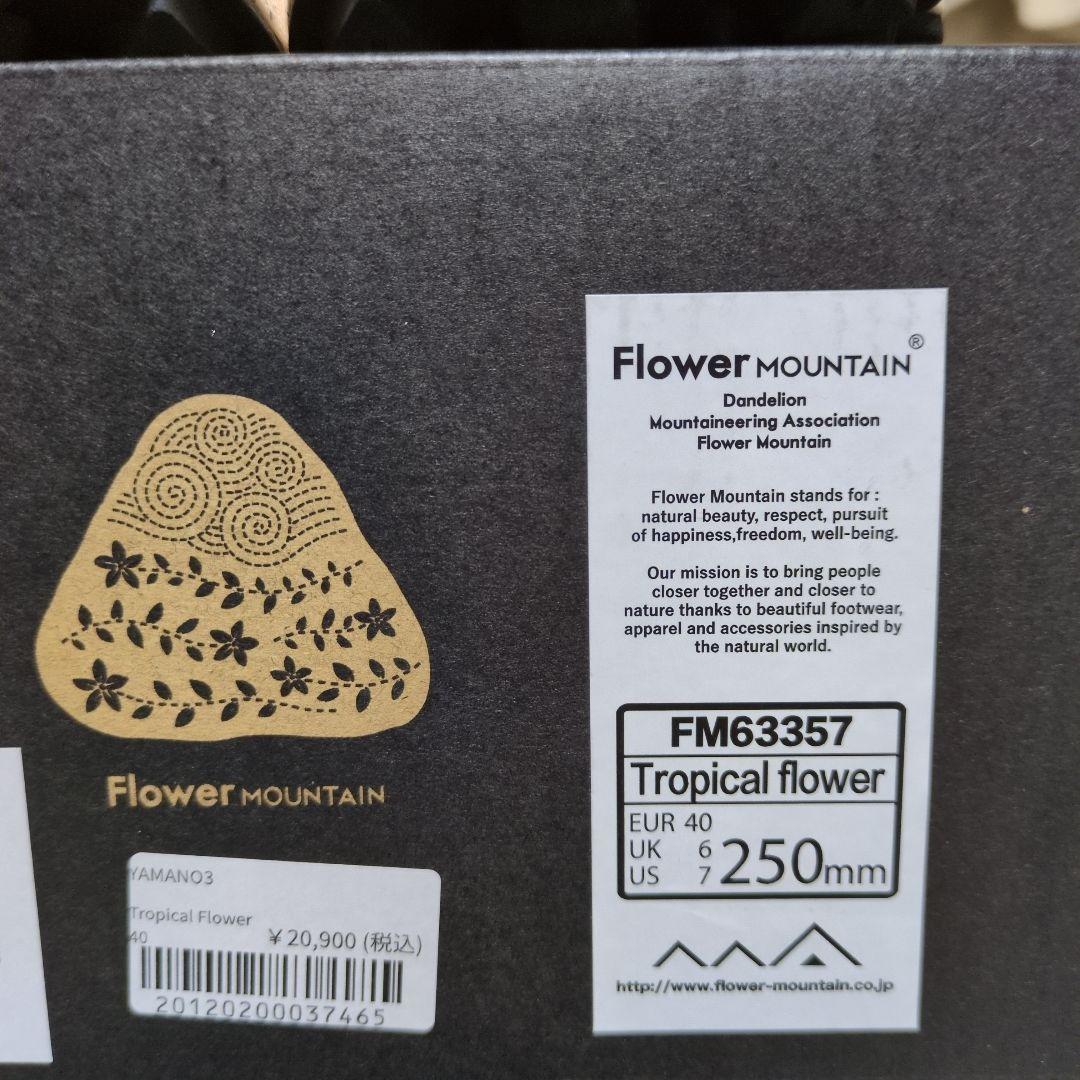 Flower MOUNTAIN
YAMANO3
Tropical Flower
40
¥20,900 (税込)
20120200037465
Flower MOUNTAIN®
Dandelion
Mountaineering Association
Flower Mountain
Flower Mountain stands for :
natural beauty, respect, pursuit
of happiness,freedom, well-being.
Our mission is to bring people
closer together and closer to
nature thanks to beautiful footwear,
apparel and accessories inspired by
the natural world.
FM63357
Tropical flower
EUR 40
UK 6
US 7
250mm
http://www.flower-mountain.co.jp